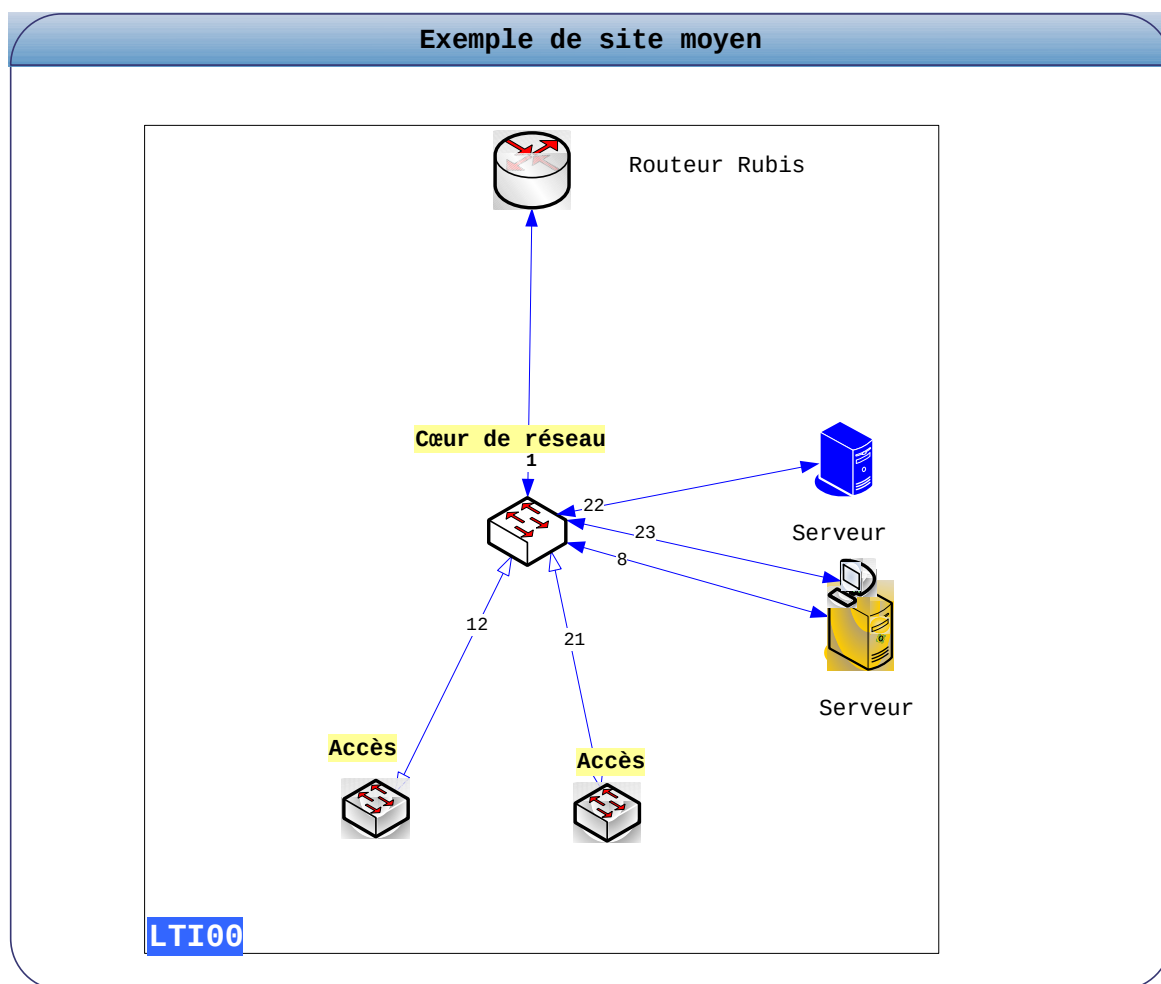 Exemple de site moyen
Routeur Rubis
Cœur de réseau
1
22
Serveur
23
8
12
21
Serveur
Accès
Accès
LTI00